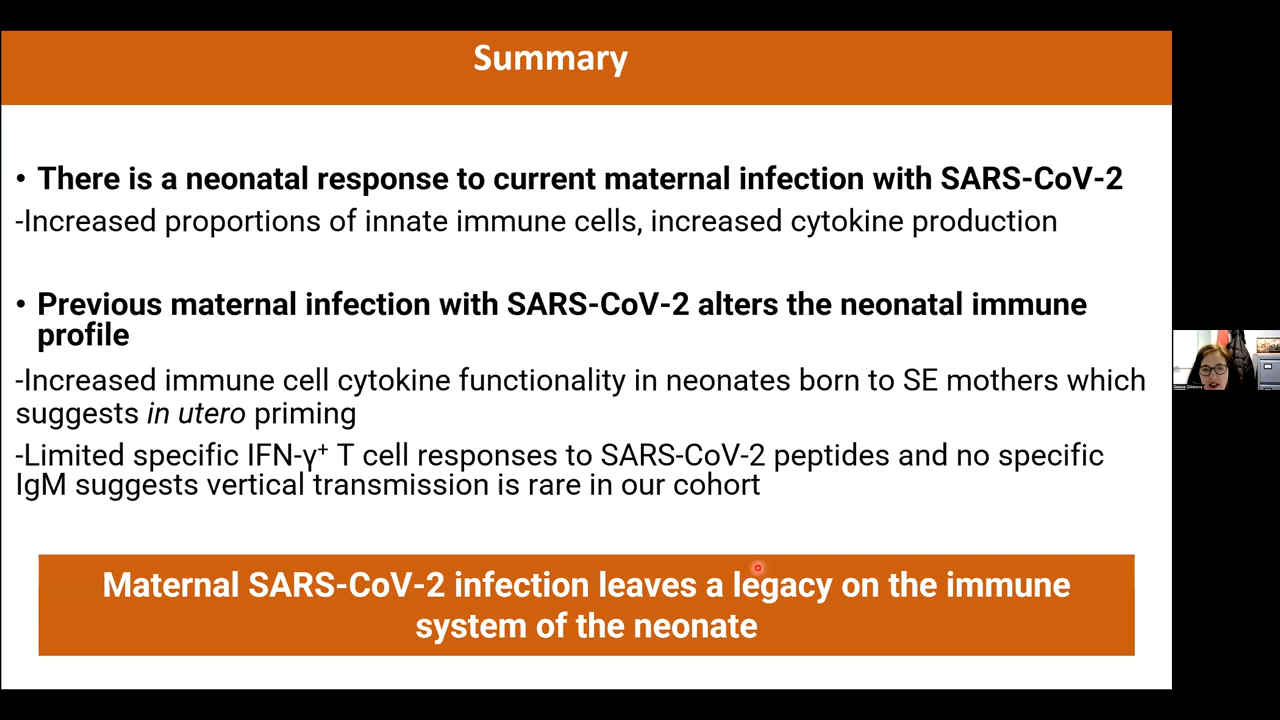 Summary
• There is a neonatal response to current maternal infection with SARS-CoV-2
-Increased proportions of innate immune cells, increased cytokine production
• Previous maternal infection with SARS-CoV-2 alters the neonatal immune
profile
-Increased immune cell cytokine functionality in neonates born to SE mothers which
suggests in utero priming
-Limited specific IFN-γ⁺ T cell responses to SARS-CoV-2 peptides and no specific
IgM suggests vertical transmission is rare in our cohort
Maternal SARS-CoV-2 infection leaves a legacy on the immune
system of the neonate